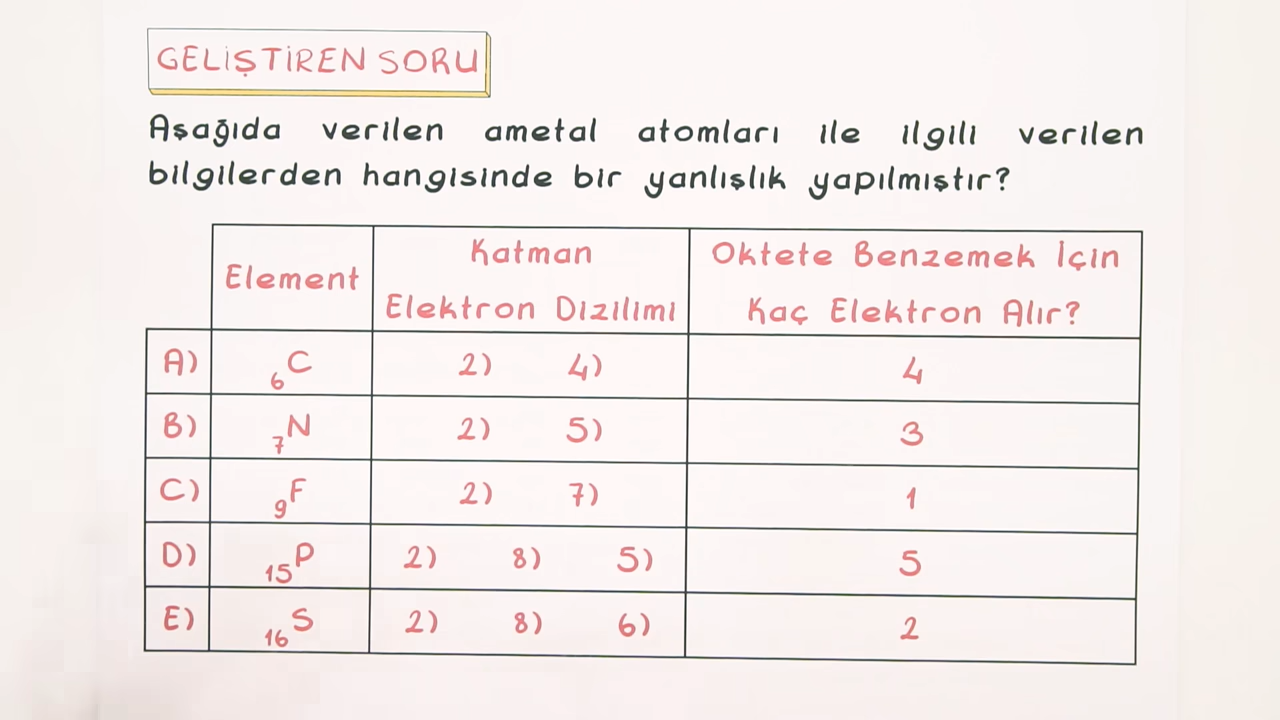 GELİŞTİREN SORU
Aşağıda verilen ametal atomları ile ilgili verilen
bilgilerden hangisinde bir yanlışlık yapılmıştır?
Element
Katman
Elektron Dizilimi
Oktete Benzemek İçin
Kaç Elektron Alır?
A) 6C 2) 4) 4
B) 7N 2) 5) 3
C) 9F 2) 7) 1
D) 15P 2) 8) 5) 5
E) 16S 2) 8) 6) 2